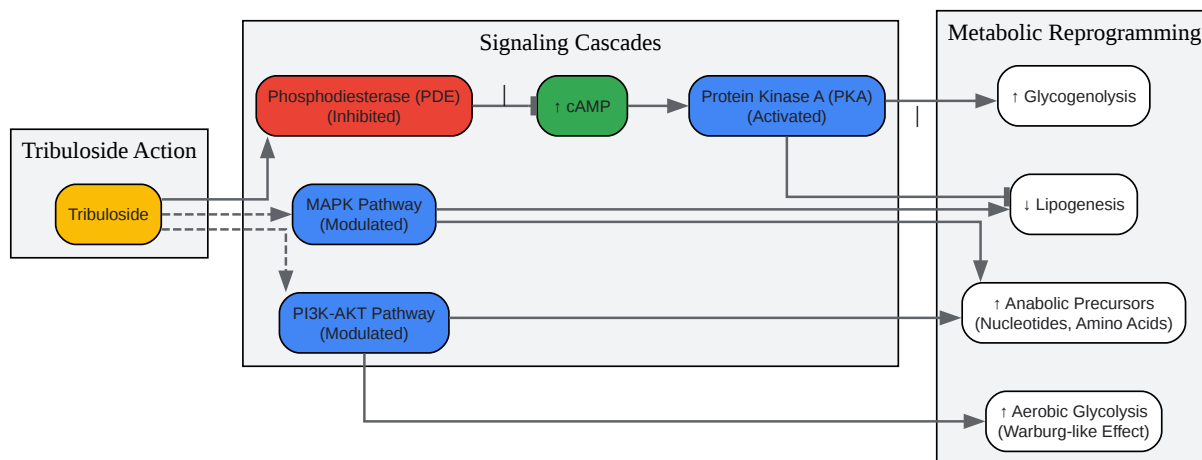 Signaling Cascades
Metabolic Reprogramming
Phosphodiesterase (PDE)
(Inhibited)
↑ cAMP
Protein Kinase A (PKA)
(Activated)
↑ Glycogenolysis
Tribuloside Action
Tribuloside
MAPK Pathway
(Modulated)
↓ Lipogenesis
PI3K-AKT Pathway
(Modulated)
↑ Anabolic Precursors
(Nucleotides, Amino Acids)
↑ Aerobic Glycolysis
(Warburg-like Effect)